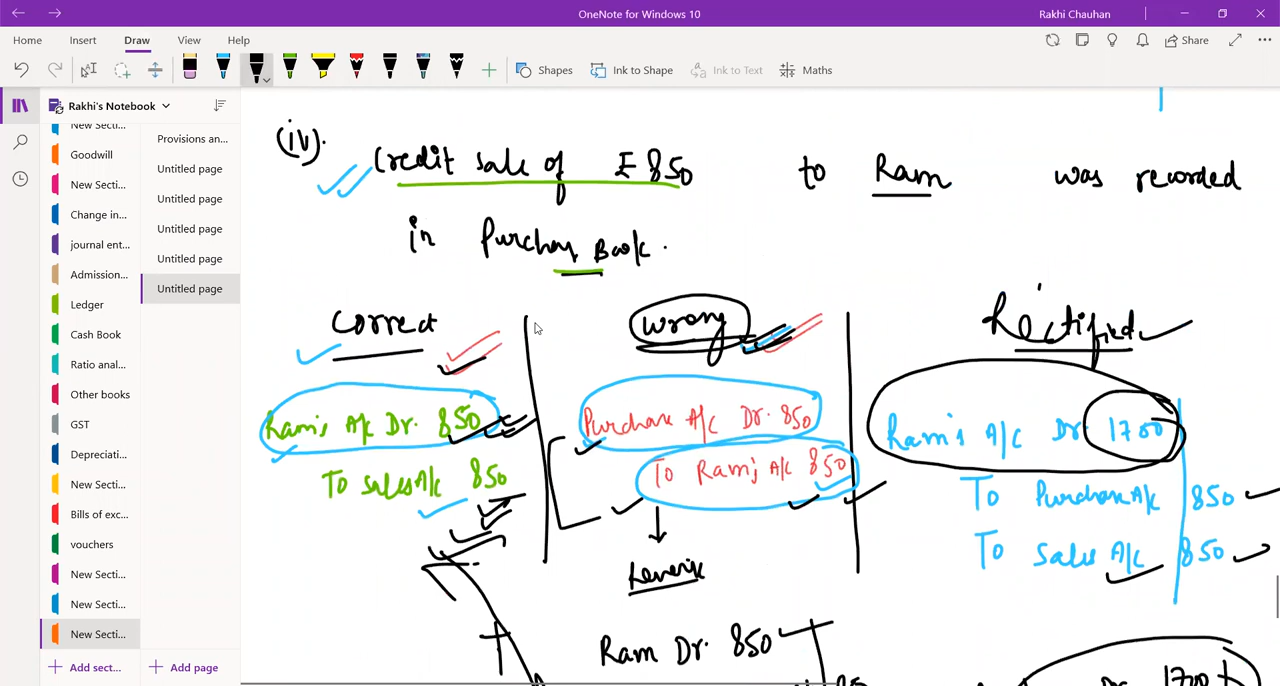 OneNote for Windows 10
Rakhi Chauhan
Home Insert Draw View Help
Share
Shapes Ink to Shape Ink to Text Maths
Rakhi's Notebook
New Secti...
Goodwill
New Secti...
Change in...
journal ent...
Admission...
Ledger
Cash Book
Ratio anal...
Other books
GST
Depreciati...
New Secti...
Bills of exc...
vouchers
New Secti...
New Secti...
New Secti...
Add sect...
Provisions an...
Untitled page
Untitled page
Untitled page
Untitled page
Untitled page
Add page
(iv). Credit sale of ₤850 to Ram was recorded
in Purchas Book.
Correct
Ram's A/c Dr. 850
To Sales A/c 850
Wrong
Purchase A/c Dr. 850
To Ram's A/c 850
Reverse
Ram Dr. 850
Rectified
Ram's A/c Dr. 1700
To Purchase A/c 850
To Sales A/c 850
1700